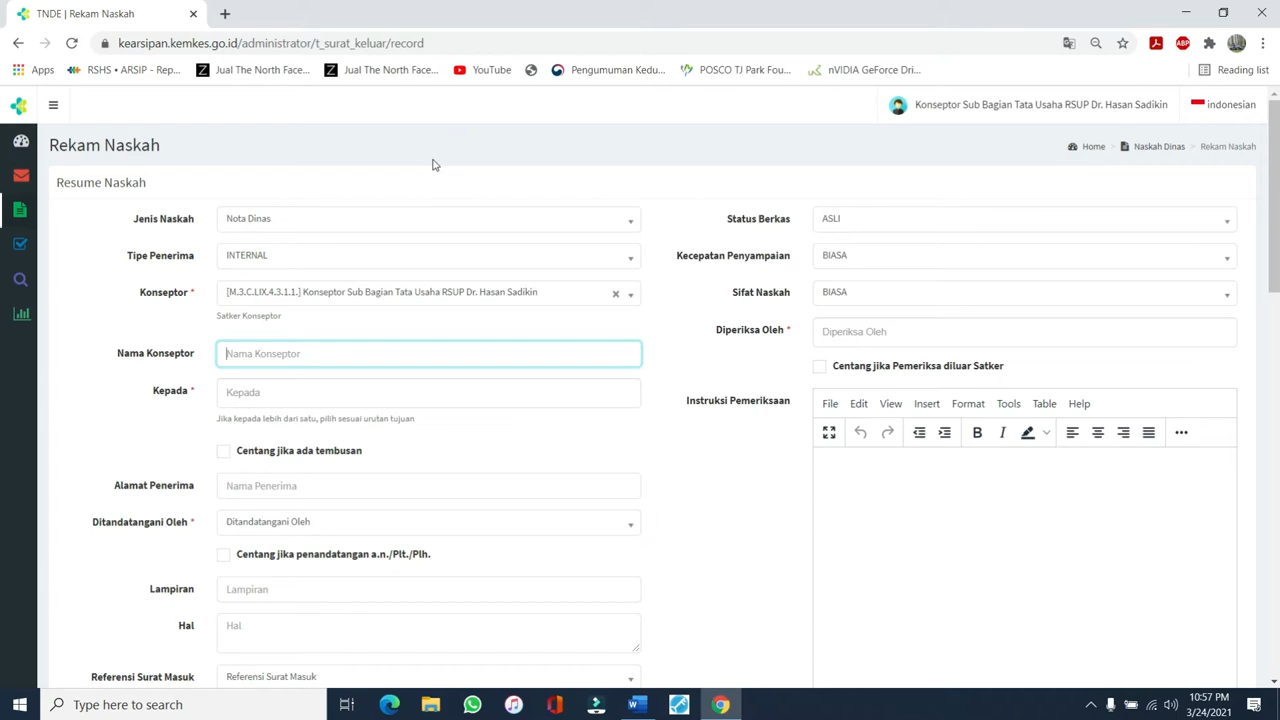 TNDE | Rekam Naskah
kearsipan.kemkes.go.id/administrator/t_surat_keluar/record
ABP
Apps
RSHS • ARSIP - Rep...
Jual The North Face...
Jual The North Face...
YouTube
Pengumuman Kedu...
POSCO TJ Park Foun...
nVIDIA GeForce Dri...
Reading list
Konseptor Sub Bagian Tata Usaha RSUP Dr. Hasan Sadikin
indonesian
Rekam Naskah
Home > Naskah Dinas > Rekam Naskah
Resume Naskah
Jenis Naskah
Nota Dinas
Tipe Penerima
INTERNAL
Konseptor *
[M.3.C.LIX.4.3.1.1.] Konseptor Sub Bagian Tata Usaha RSUP Dr. Hasan Sadikin
Satker Konseptor
Nama Konseptor
Nama Konseptor
Kepada *
Kepada
Jika kepada lebih dari satu, pilih sesuai urutan tujuan
Centang jika ada tembusan
Alamat Penerima
Nama Penerima
Ditandatangani Oleh *
Ditandatangani Oleh
Centang jika penandatangan a.n./Plt./Plh.
Lampiran
Lampiran
Hal
Hal
Referensi Surat Masuk
Referensi Surat Masuk
Status Berkas
ASLI
Kecepatan Penyampaian
BIASA
Sifat Naskah
BIASA
Diperiksa Oleh *
Diperiksa Oleh
Centang jika Pemeriksa diluar Satker
Instruksi Pemeriksaan
File Edit View Insert Format Tools Table Help
B I
Type here to search
10:57 PM
3/24/2021